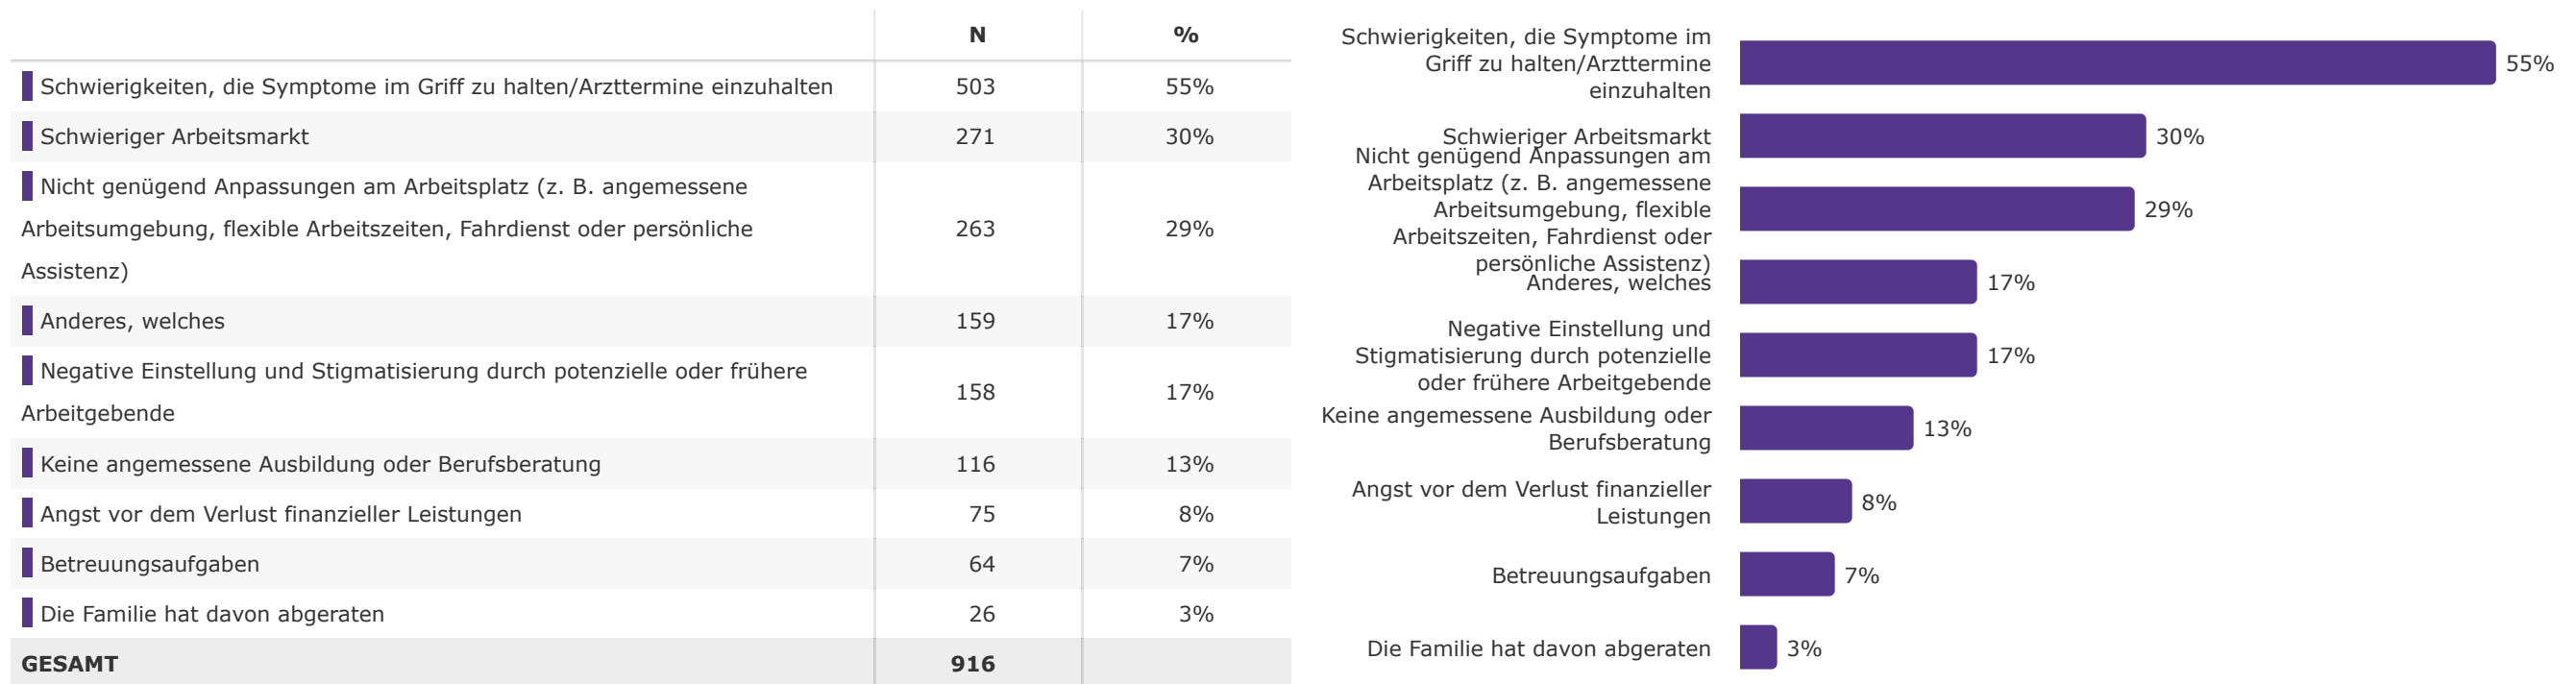 N %
Schwierigkeiten, die Symptome im Griff zu halten/Arzttermine einzuhalten 503 55%
Schwieriger Arbeitsmarkt 271 30%
Nicht genügend Anpassungen am Arbeitsplatz (z. B. angemessene
Arbeitsumgebung, flexible Arbeitszeiten, Fahrdienst oder persönliche 263 29%
Assistenz)
Anderes, welches 159 17%
Negative Einstellung und Stigmatisierung durch potenzielle oder frühere
Arbeitgebende 158 17%
Keine angemessene Ausbildung oder Berufsberatung 116 13%
Angst vor dem Verlust finanzieller Leistungen 75 8%
Betreuungsaufgaben 64 7%
Die Familie hat davon abgeraten 26 3%
GESAMT 916
Schwierigkeiten, die Symptome im
Griff zu halten/Arzttermine 55%
einzuhalten
Schwieriger Arbeitsmarkt 30%
Nicht genügend Anpassungen am
Arbeitsplatz (z. B. angemessene
Arbeitsumgebung, flexible 29%
Arbeitszeiten, Fahrdienst oder
persönliche Assistenz)
Anderes, welches 17%
Negative Einstellung und
Stigmatisierung durch potenzielle 17%
oder frühere Arbeitgebende
Keine angemessene Ausbildung oder
Berufsberatung 13%
Angst vor dem Verlust finanzieller
Leistungen 8%
Betreuungsaufgaben 7%
Die Familie hat davon abgeraten 3%